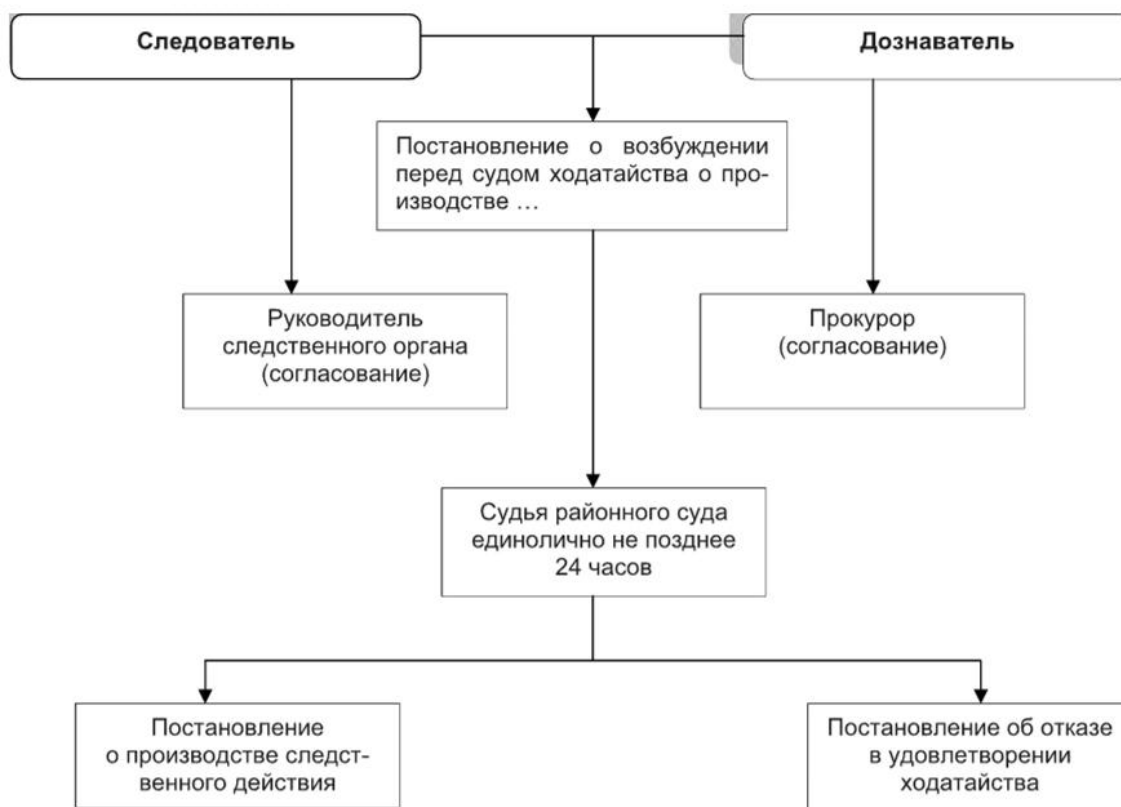 Следователь
Дознаватель
Постановление о возбуждении
перед судом ходатайства о про-
изводстве …
Руководитель
следственного органа
(согласование)
Прокурор
(согласование)
Судья районного суда
единолично не позднее
24 часов
Постановление
о производстве следст-
венного действия
Постановление об отказе
в удовлетворении
ходатайства